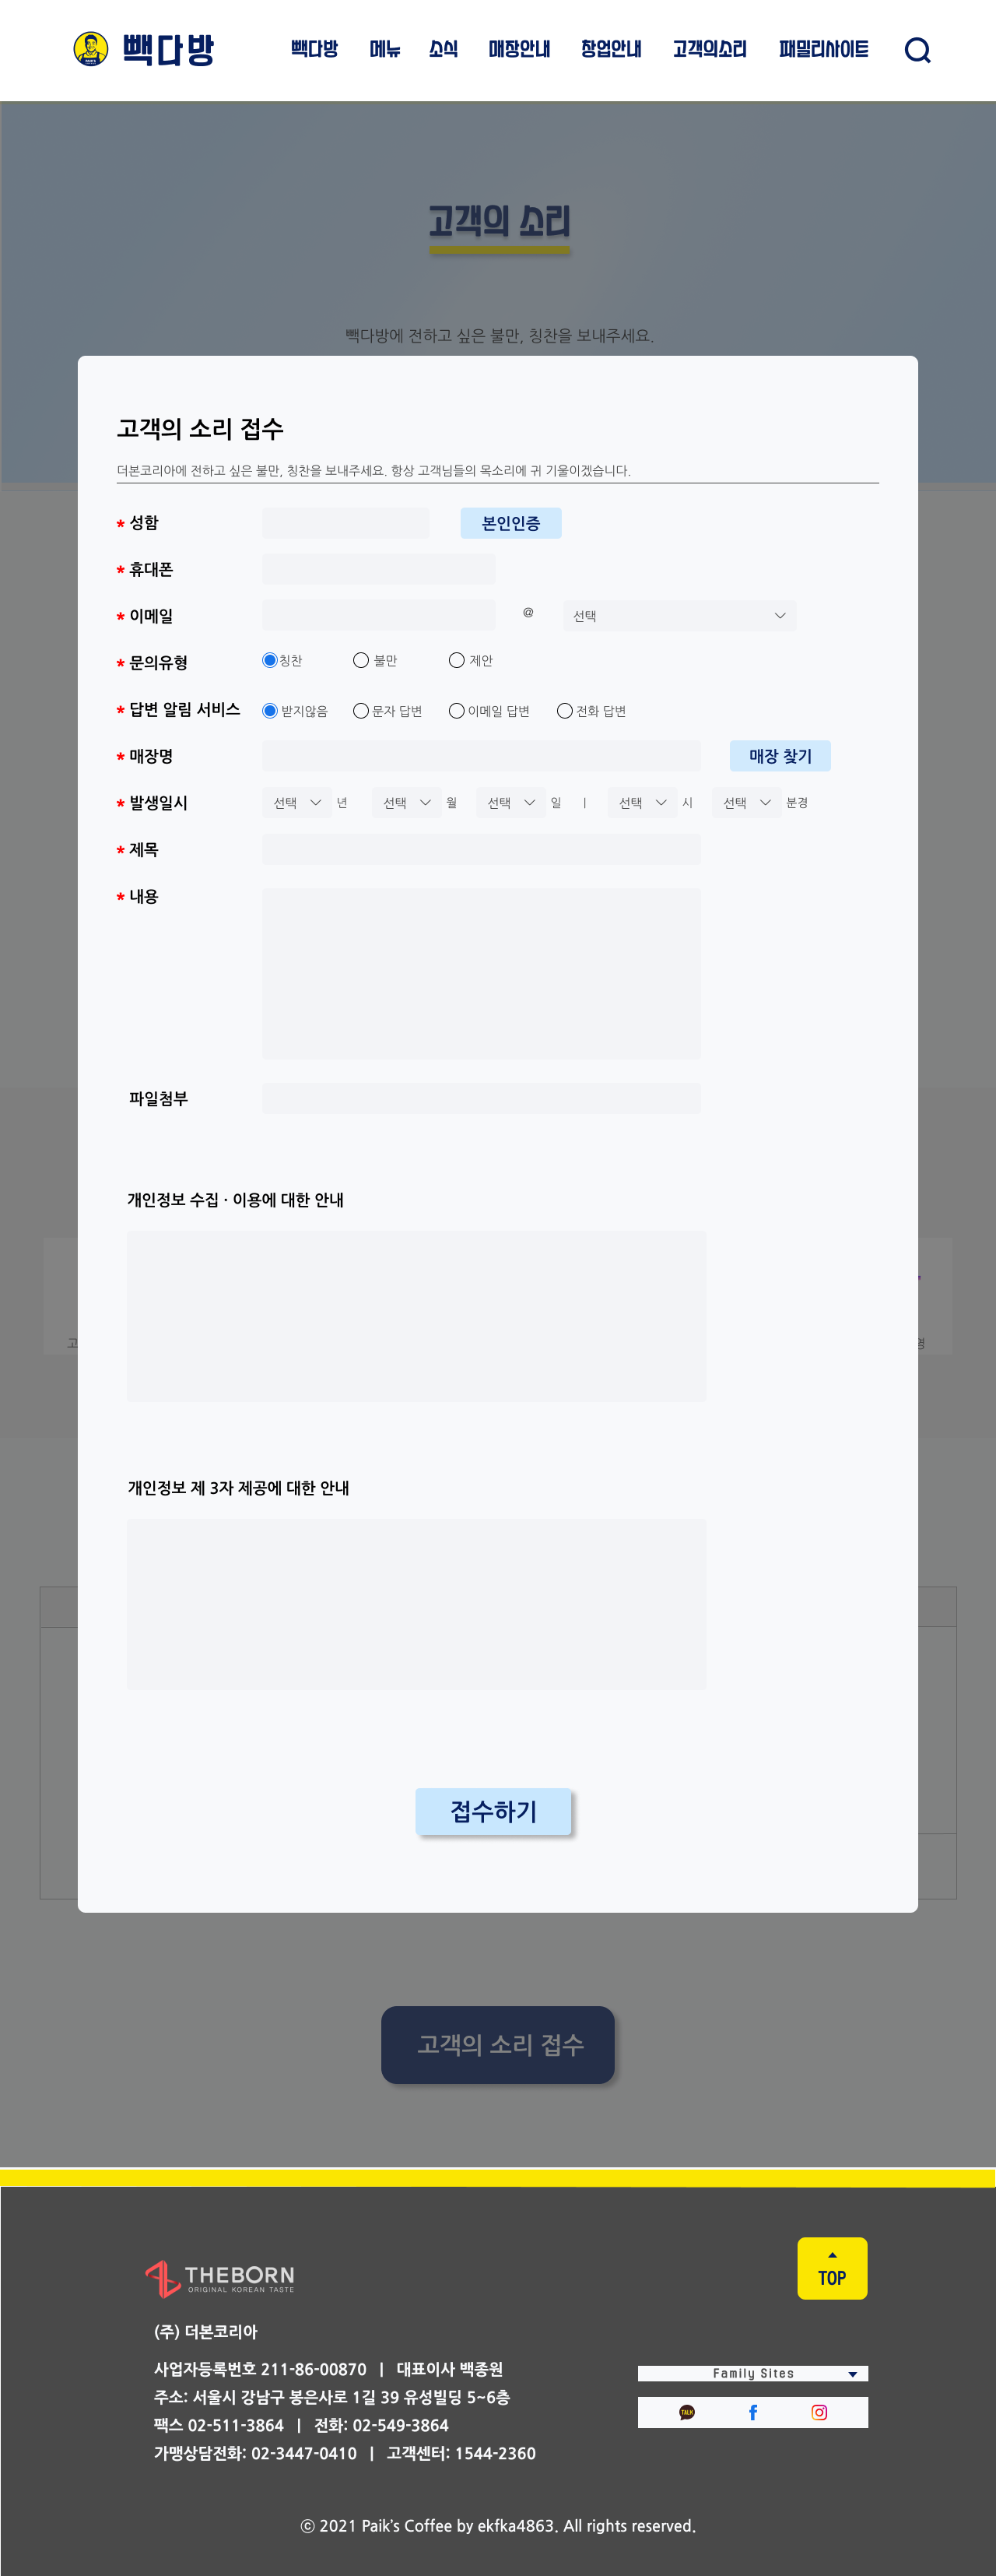 빽다방
빽다방 메뉴 소식 매장안내 창업안내 고객의소리 패밀리사이트
고객의 소리
빽다방에 전하고 싶은 불만, 칭찬을 보내주세요.
고객의 소리 접수
더본코리아에 전하고 싶은 불만, 칭찬을 보내주세요. 항상 고객님들의 목소리에 귀 기울이겠습니다.
* 성함 본인인증
* 휴대폰
* 이메일 @ 선택
* 문의유형 칭찬 불만 제안
* 답변 알림 서비스 받지않음 문자 답변 이메일 답변 전화 답변
* 매장명 매장 찾기
* 발생일시 선택 년 선택 월 선택 일 | 선택 시 선택 분경
* 제목
* 내용
파일첨부
개인정보 수집 · 이용에 대한 안내
고
개인정보 제 3자 제공에 대한 안내
접수하기
고객의 소리 접수
TOP
THEBORN
ORIGINAL KOREAN TASTE
(주) 더본코리아
사업자등록번호 211-86-00870 | 대표이사 백종원
주소: 서울시 강남구 봉은사로 1길 39 유성빌딩 5~6층
팩스 02-511-3864 | 전화: 02-549-3864
가맹상담전화: 02-3447-0410 | 고객센터: 1544-2360
Family Sites
TALK
ⓒ 2021 Paik's Coffee by ekfka4863. All rights reserved.